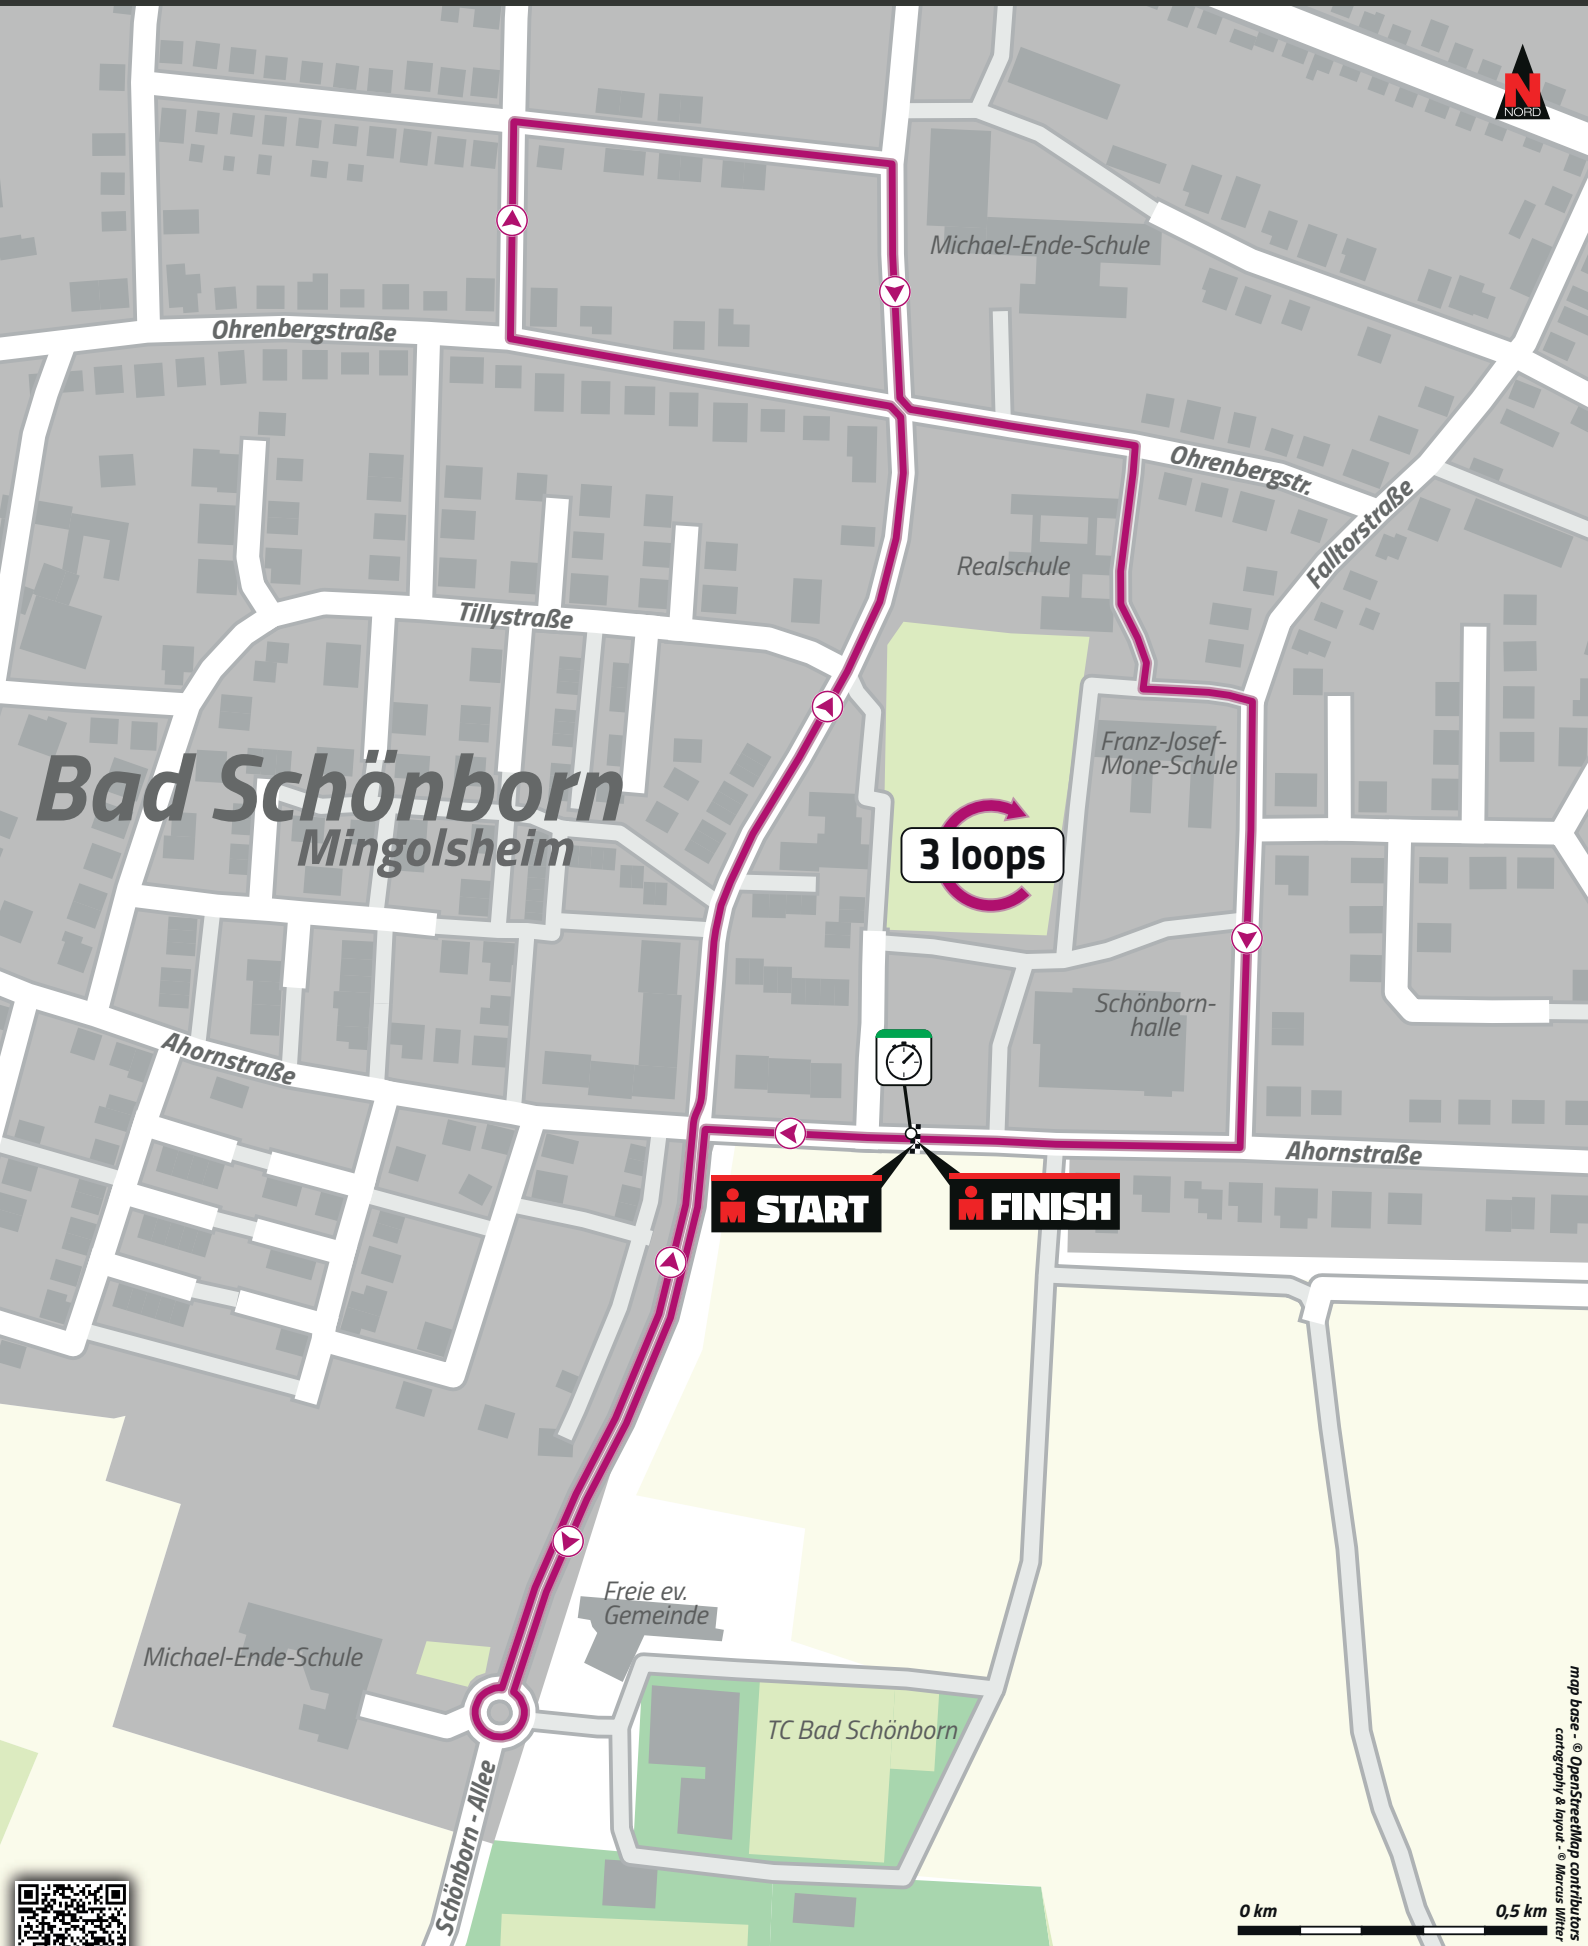 N
NORD
Michael-Ende-Schule
Ohrenbergstraße
Ohrenbergstr.
Falltorstraße
Realschule
Tillystraße
Franz-Josef-
Mone-Schule
Bad Schönborn
Mingolsheim
3 loops
Schönborn-
halle
Ahornstraße
Ahornstraße
START
FINISH
Freie ev.
Gemeinde
Michael-Ende-Schule
TC Bad Schönborn
Schönborn - Allee
0 km
0,5 km
map base - © OpenStreetMap contributors
cartography & layout - © Marcus Witter